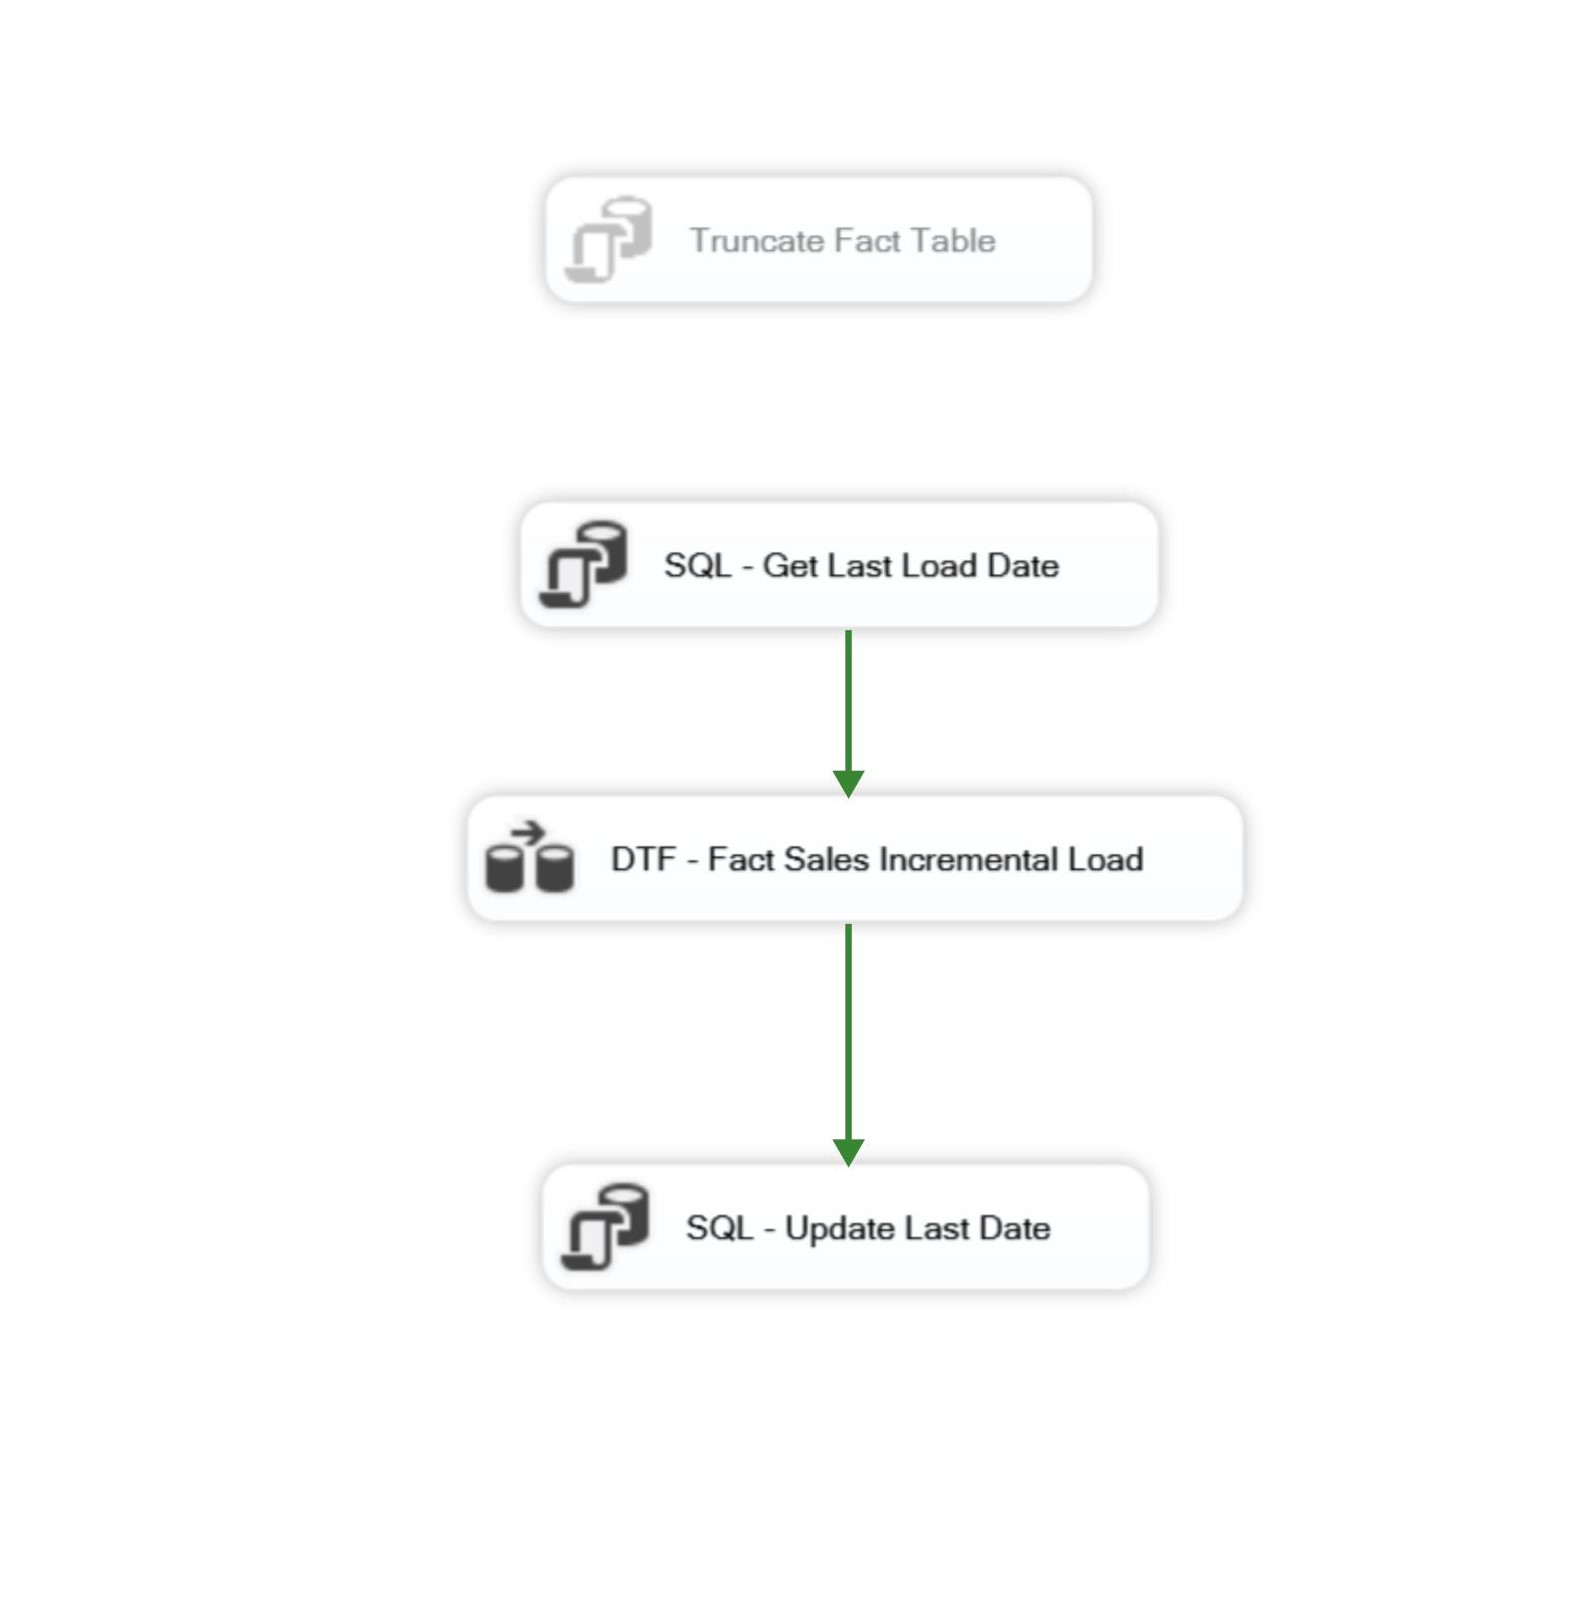 Truncate Fact Table
SQL - Get Last Load Date
DTF - Fact Sales Incremental Load
SQL - Update Last Date